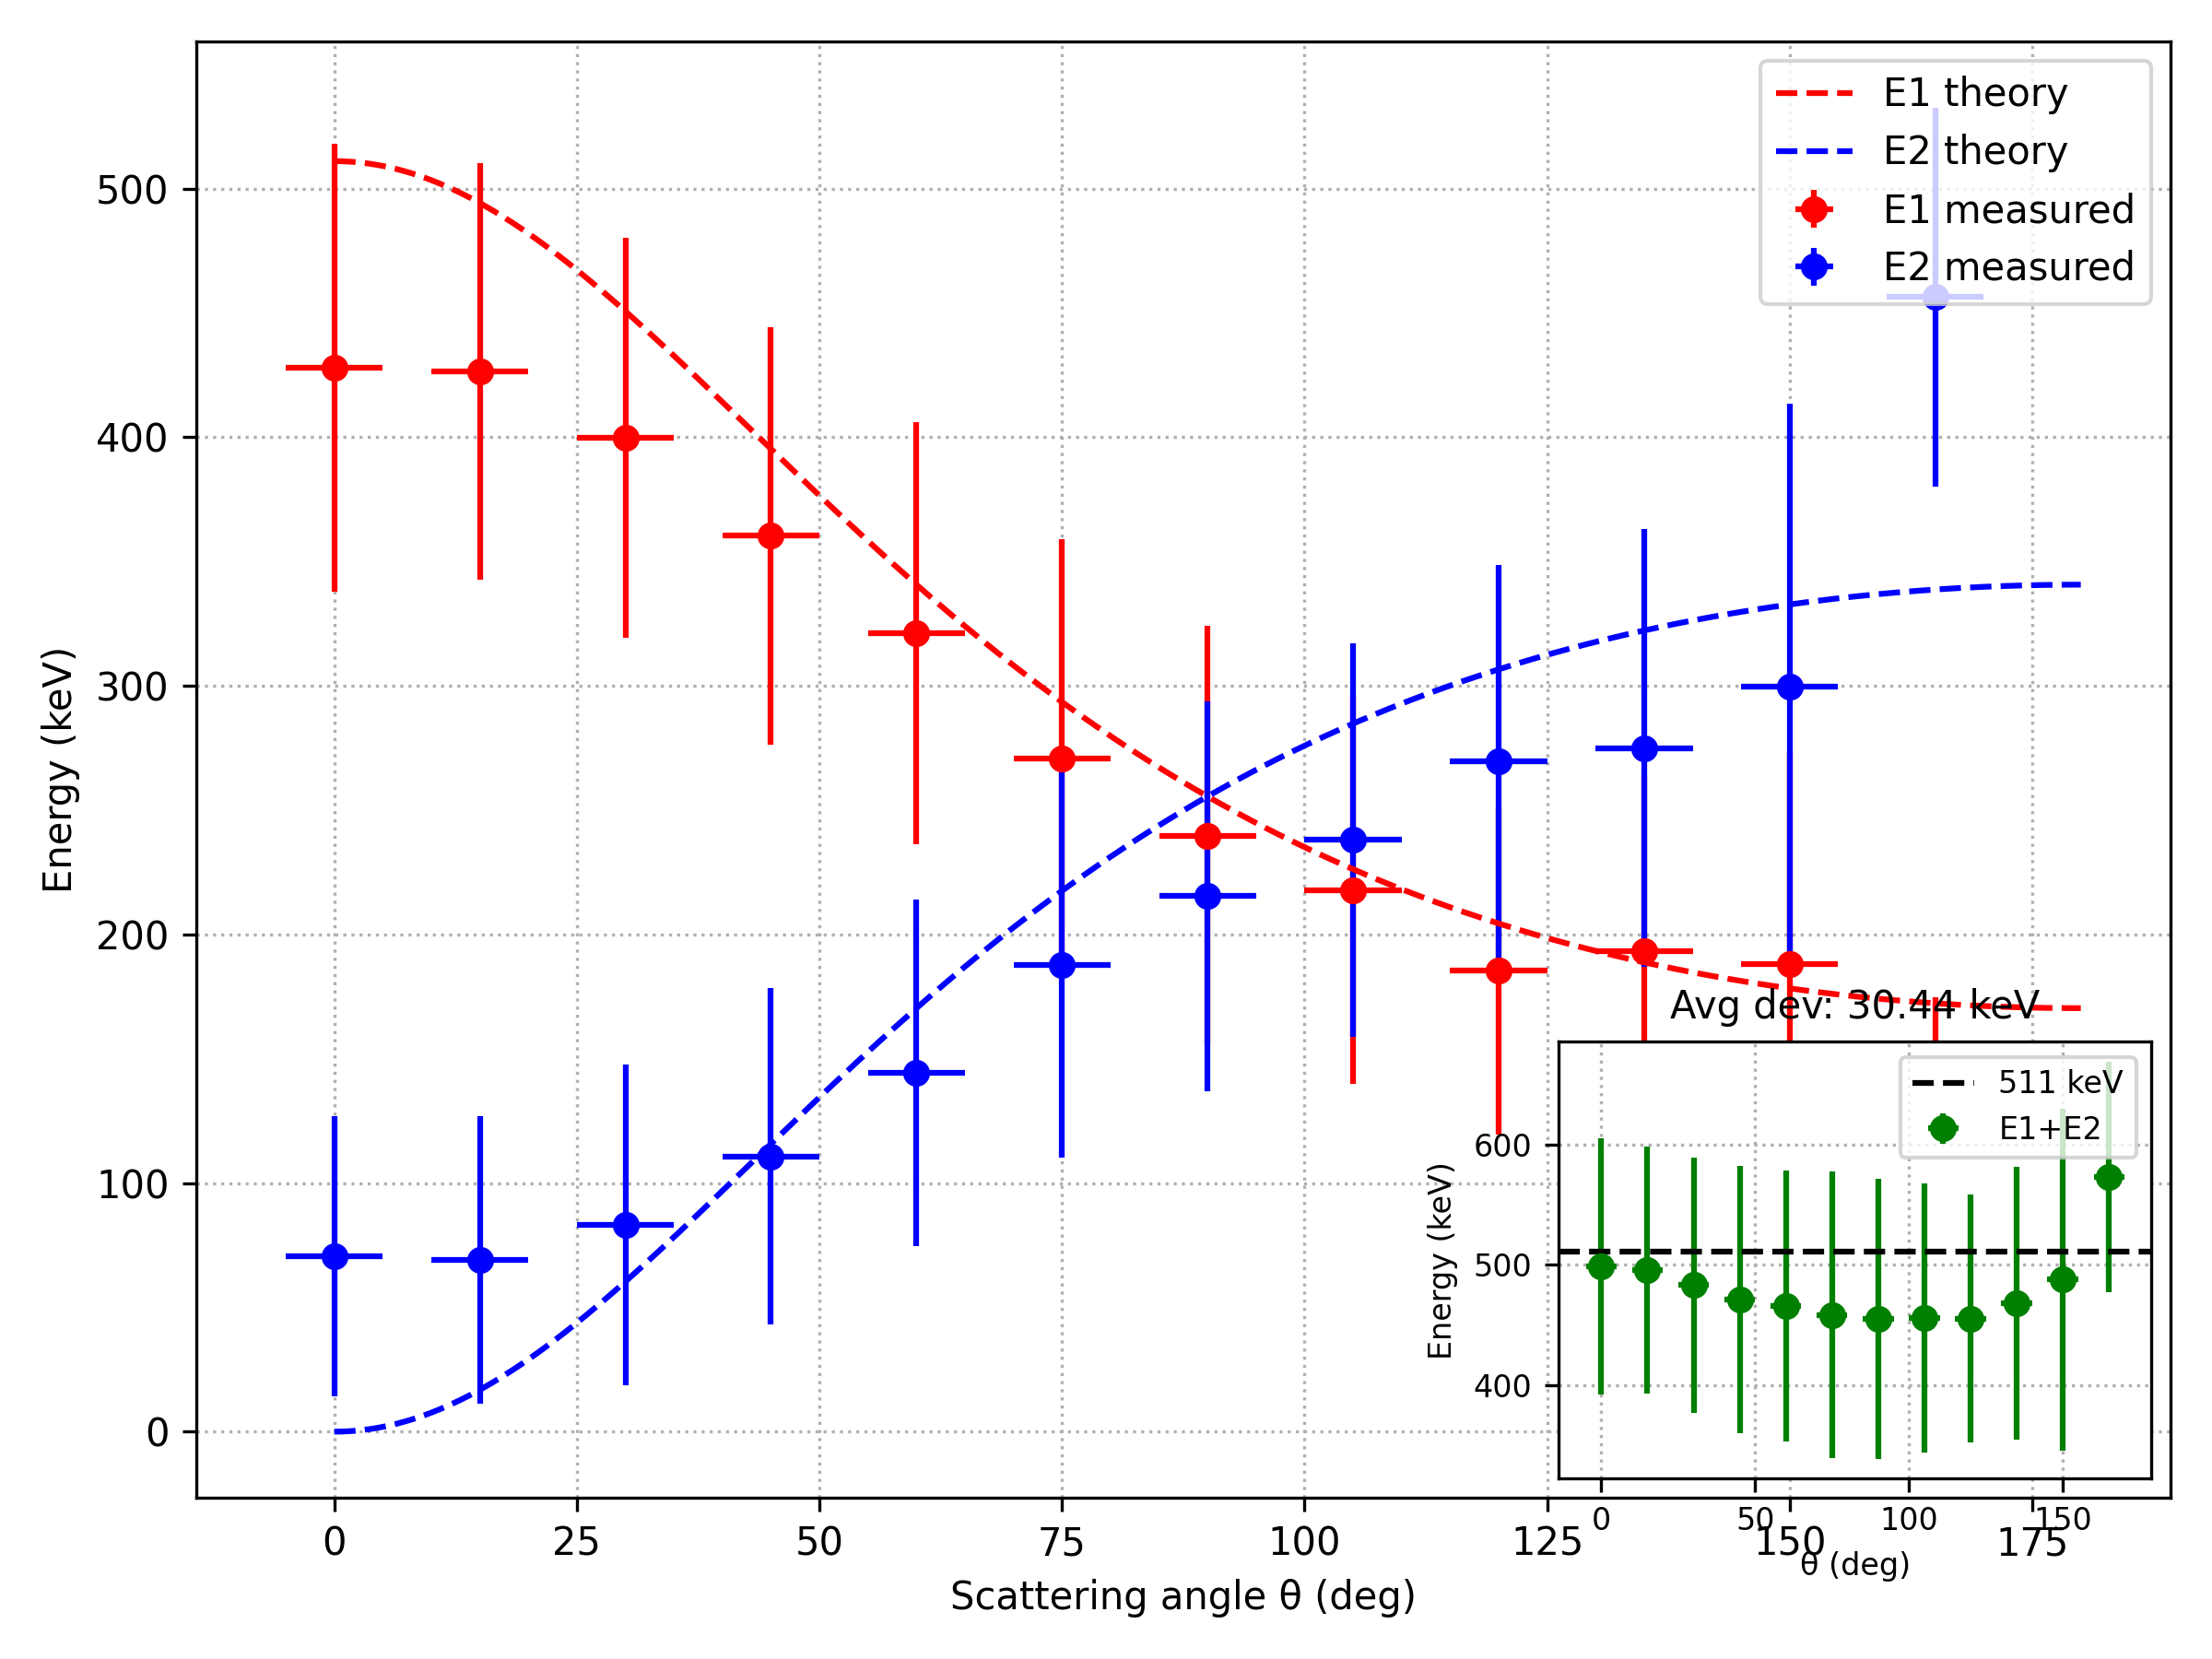 E1 theory
E2 theory
E1 measured
E2 measured
500
400
300
200
100
0
Energy (keV)
0
25
50
75
100
125
150
175
Scattering angle θ (deg)
Avg dev: 30.44 keV
511 keV
E1+E2
600
500
400
Energy (keV)
0
50
100
150
θ (deg)